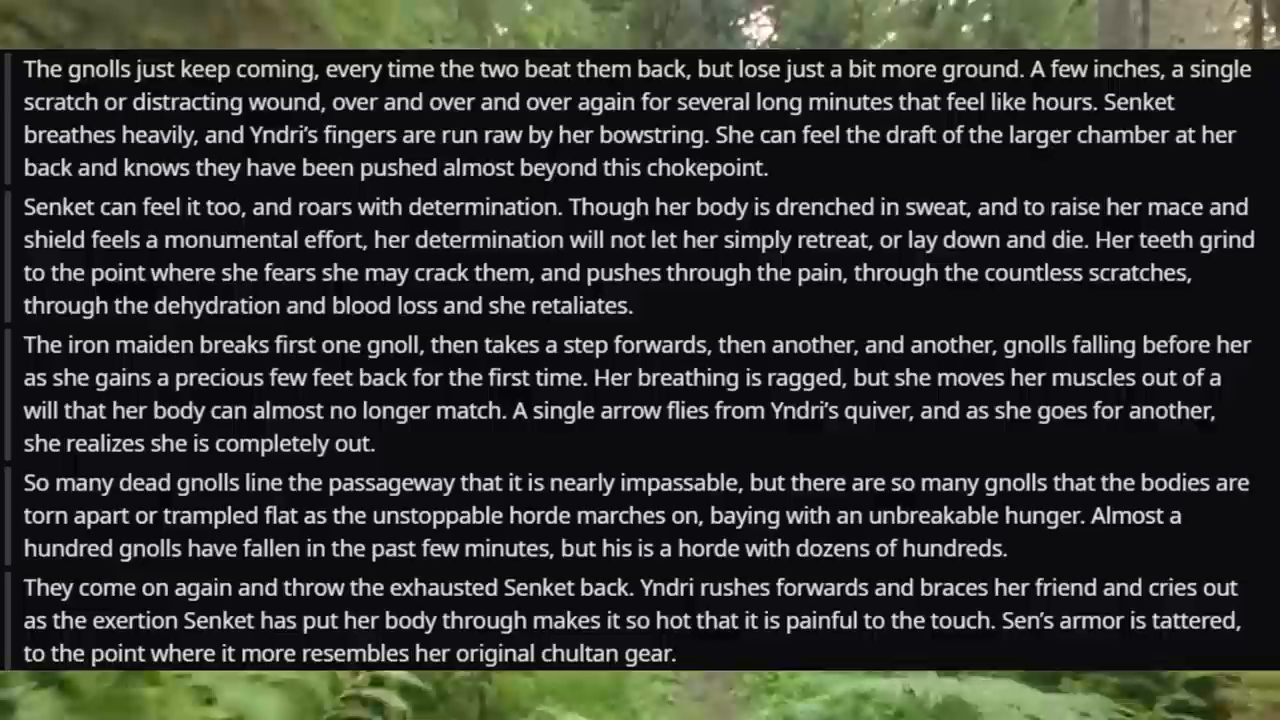 The gnolls just keep coming, every time the two beat them back, but lose just a bit more ground. A few inches, a single
scratch or distracting wound, over and over and over again for several long minutes that feel like hours. Senket
breathes heavily, and Yndri's fingers are run raw by her bowstring. She can feel the draft of the larger chamber at her
back and knows they have been pushed almost beyond this chokepoint.
Senket can feel it too, and roars with determination. Though her body is drenched in sweat, and to raise her mace and
shield feels a monumental effort, her determination will not let her simply retreat, or lay down and die. Her teeth grind
to the point where she fears she may crack them, and pushes through the pain, through the countless scratches,
through the dehydration and blood loss and she retaliates.
The iron maiden breaks first one gnoll, then takes a step forwards, then another, and another, gnolls falling before her
as she gains a precious few feet back for the first time. Her breathing is ragged, but she moves her muscles out of a
will that her body can almost no longer match. A single arrow flies from Yndri's quiver, and as she goes for another,
she realizes she is completely out.
So many dead gnolls line the passageway that it is nearly impassable, but there are so many gnolls that the bodies are
torn apart or trampled flat as the unstoppable horde marches on, baying with an unbreakable hunger. Almost a
hundred gnolls have fallen in the past few minutes, but his is a horde with dozens of hundreds.
They come on again and throw the exhausted Senket back. Yndri rushes forwards and braces her friend and cries out
as the exertion Senket has put her body through makes it so hot that it is painful to the touch. Sen's armor is tattered,
to the point where it more resembles her original chultan gear.